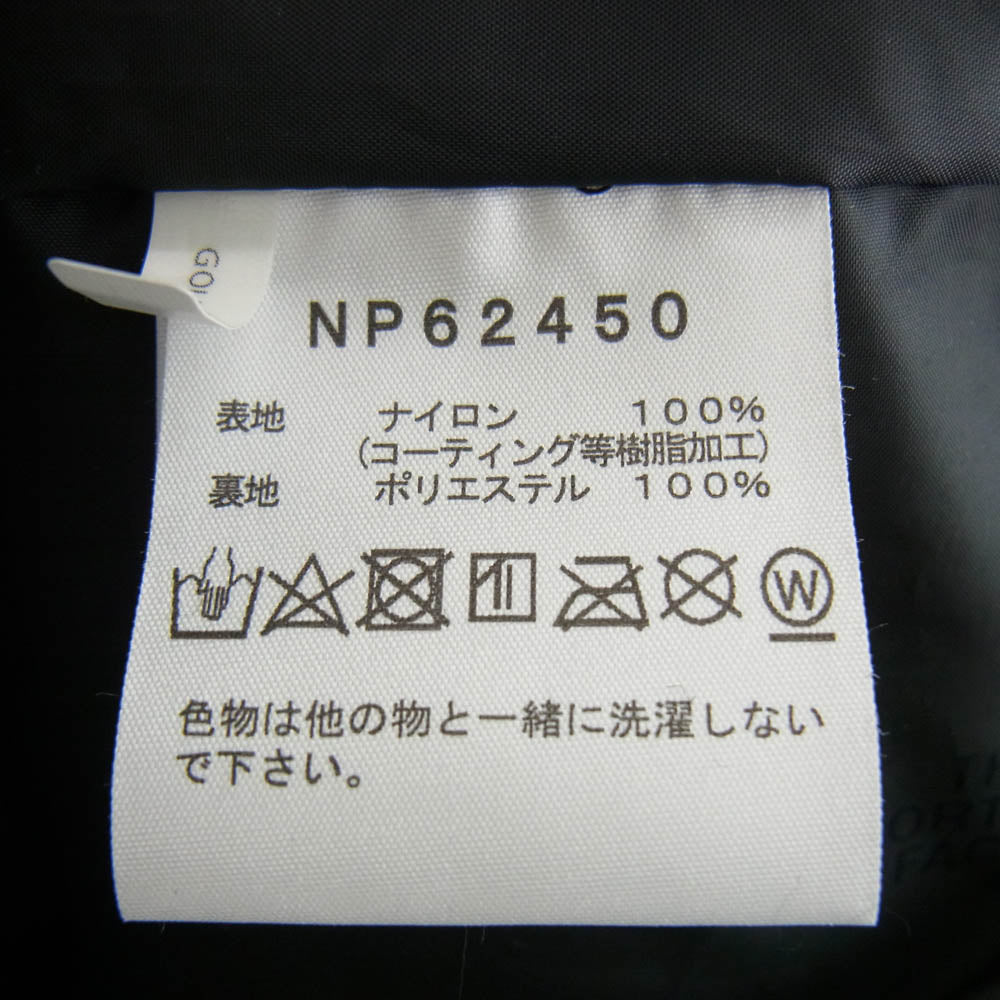 NP62450
表地 ナイロン 100%
(コーティング等樹脂加工)
裏地 ポリエステル 100%
W
色物は他の物と一緒に洗濯しない
で下さい。